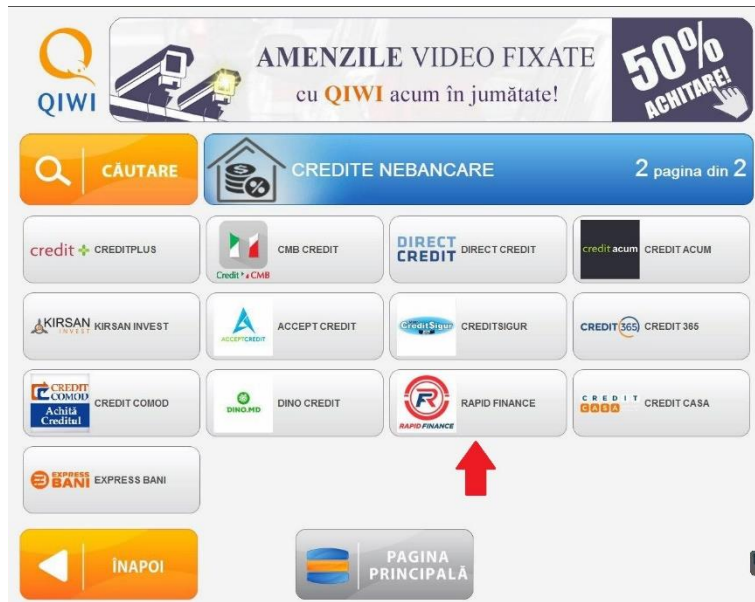 QIWI
AMENZILE VIDEO FIXATE
cu QIWI acum în jumătate!
50%
ACHITARE!
CĂUTARE
CREDITE NEBANCARE
2 pagina din 2
credit CREDITPLUS
Credit CMB
CMB CREDIT
DIRECT
CREDIT
DIRECT CREDIT
credit acum CREDIT ACUM
KIRSAN
INVEST
KIRSAN INVEST
ACCEPTCREDIT
ACCEPT CREDIT
CreditSigur
CREDITSIGUR
CREDIT 365 CREDIT 365
CREDIT
COMOD
Achită
Creditul
CREDIT COMOD
DINO.MD
DINO CREDIT
RAPID FINANCE
RAPID FINANCE
CREDIT
CASA
CREDIT CASA
EXPRESS
BANI
EXPRESS BANI
ÎNAPOI
PAGINA
PRINCIPALĂ